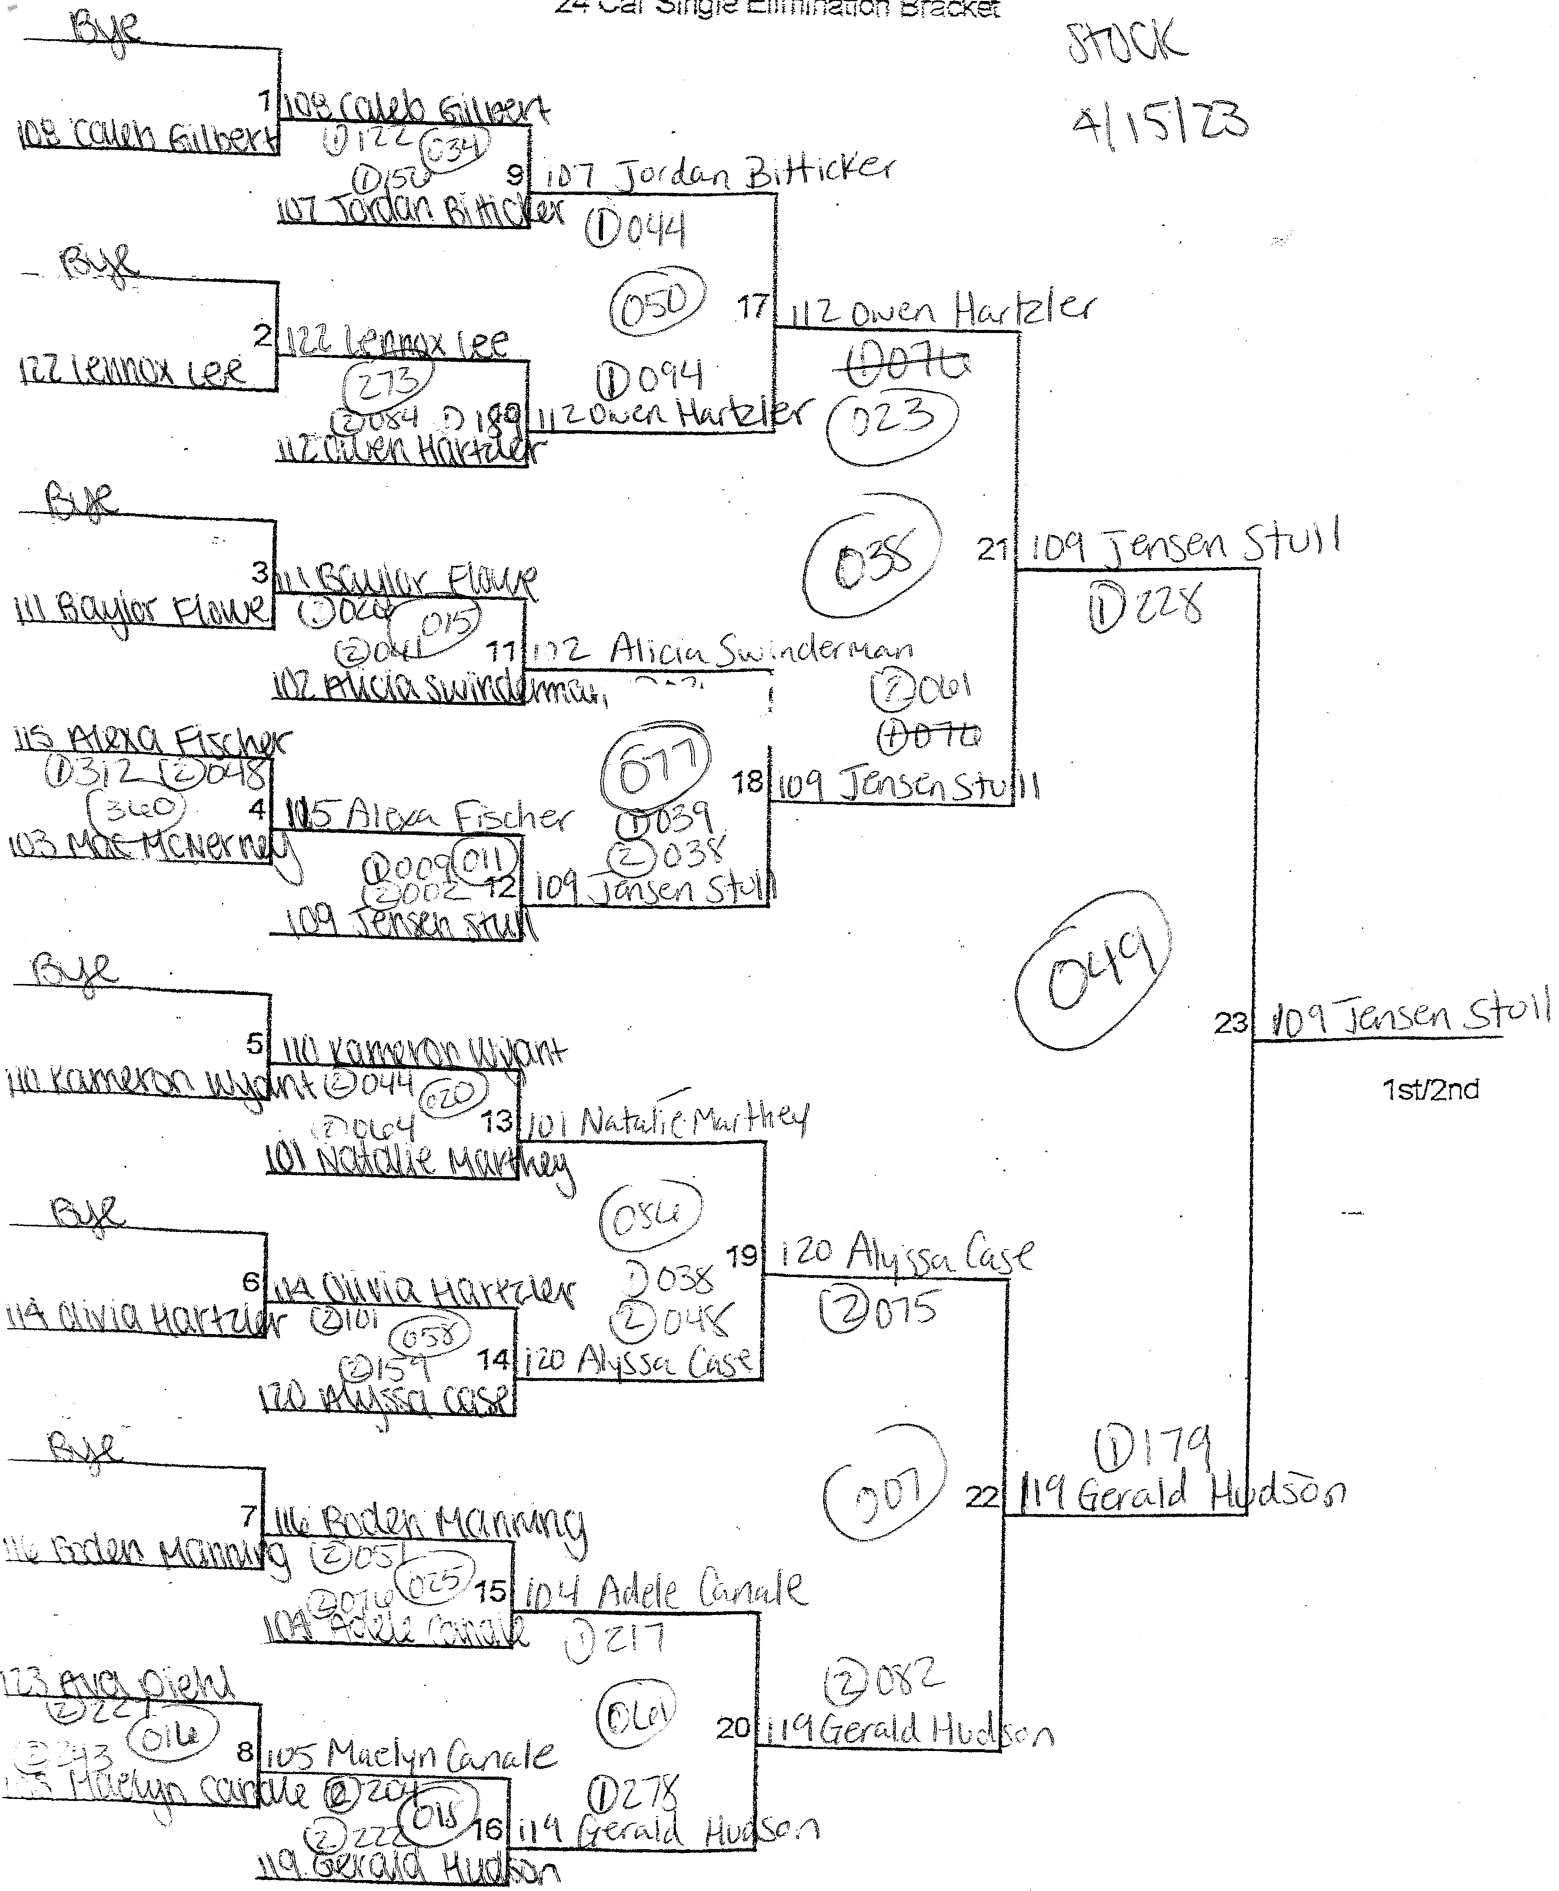 24 Car Single Elimination Bracket
STOCK
4/15/23
Bye
1
108 Caleb Gilbert
108 Caleb Gilbert
① 122
034
① 156
9
107 Jordan Bitticker
107 Jordan Bitticker
① 044
Bye
050
17
112 Owen Hartzler
2
122 Lennox Lee
122 Lennox Lee
① 076
273
① 094
023
② 084
① 189
112 Owen Hartzler
112 Owen Hartzler
Bye
038
21
109 Jensen Stull
3
111 Baylor Flowe
111 Baylor Flowe
① 228
015
② 041
11
102 Alicia Swinderman
102 Alicia Swinderman
② 061
115 Alexa Fischer
① 076
① 312 ② 048
077
18
109 Jensen Stull
360
4
115 Alexa Fischer
① 039
103 Mac McNerney
② 038
① 009
011
② 002
12
109 Jensen Stull
109 Jensen Stull
Bye
049
23
109 Jensen Stull
1st/2nd
5
110 Kameron Wyant
110 Kameron Wyant
② 044
020
② 064
13
101 Natalie Marthey
101 Natalie Marthey
Bye
086
19
120 Alyssa Case
6
114 Olivia Hartzler
① 038
② 075
114 Olivia Hartzler
② 101
② 048
058
② 159
14
120 Alyssa Case
120 Alyssa Case
Bye
① 179
007
22
119 Gerald Hudson
7
116 Boden Manning
116 Boden Manning
② 051
025
② 076
15
104 Adele Canale
104 Adele Canale
① 217
123 Ava Diehl
② 082
② 227
061
20
119 Gerald Hudson
016
② 243
8
105 Maelyn Canale
105 Maelyn Canale
② 204
① 278
018
② 222
16
119 Gerald Hudson
119 Gerald Hudson